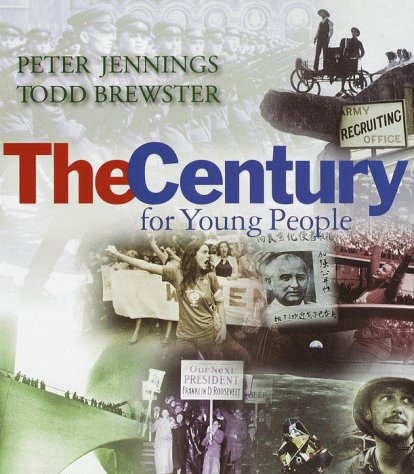 PETER JENNINGS
TODD BREWSTER
ARMY
RECRUITING
OFFICE
TheCentury
for Young People
Our Next
PRESIDENT
FRANKLIN D. ROOSEVELT